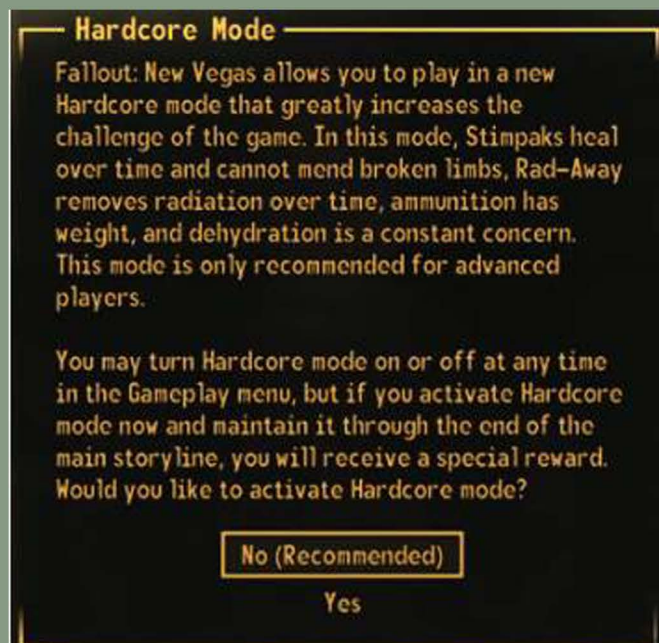 Hardcore Mode
Fallout: New Vegas allows you to play in a new
Hardcore mode that greatly increases the
challenge of the game. In this mode, Stimpaks heal
over time and cannot mend broken limbs, Rad-Away
removes radiation over time, ammunition has
weight, and dehydration is a constant concern.
This mode is only recommended for advanced
players.
You may turn Hardcore mode on or off at any time
in the Gameplay menu, but if you activate Hardcore
mode now and maintain it through the end of the
main storyline, you will receive a special reward.
Would you like to activate Hardcore mode?
No (Recommended)
Yes